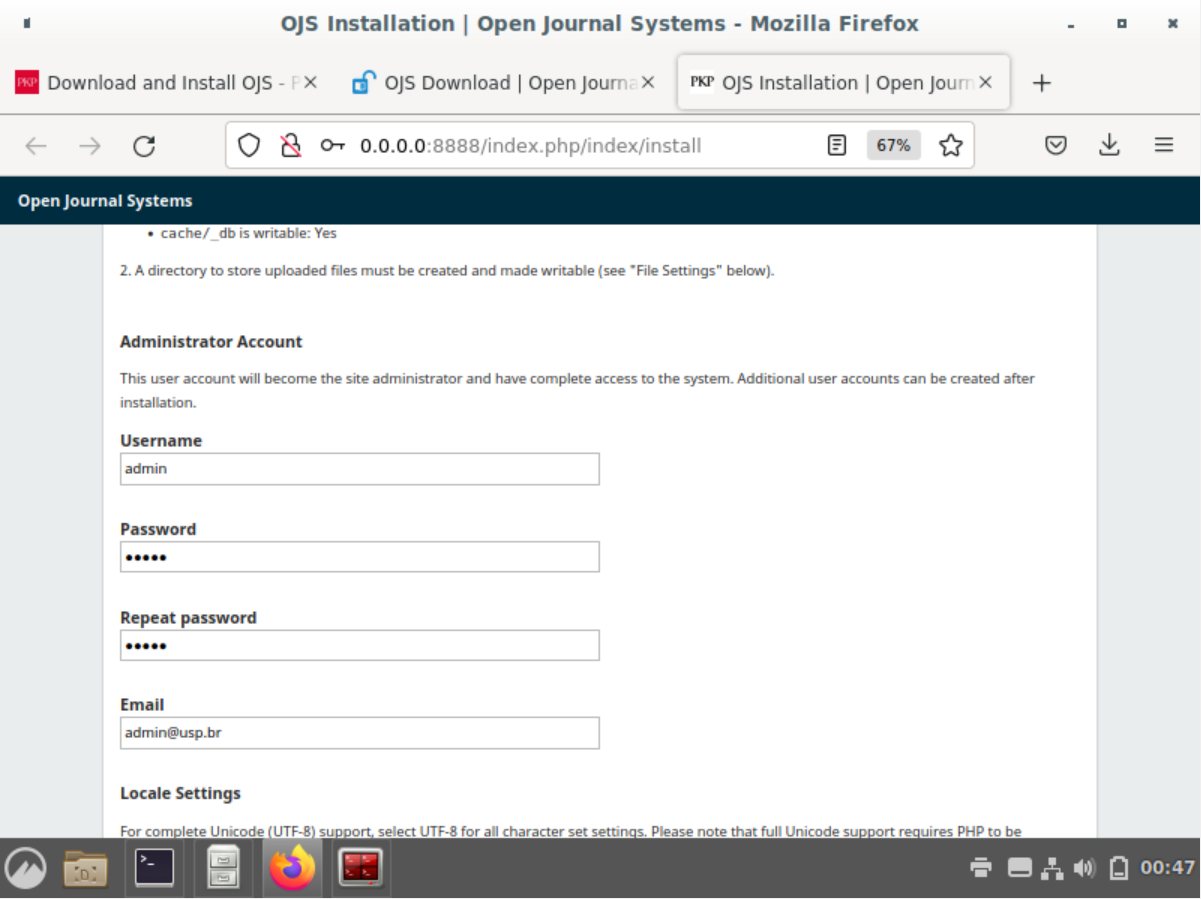 OJS Installation | Open Journal Systems - Mozilla Firefox
PKP Download and Install OJS - P
OJS Download | Open Journa
PKP OJS Installation | Open Journ
0.0.0.0:8888/index.php/index/install
67%
Open Journal Systems
• cache/_db is writable: Yes
2. A directory to store uploaded files must be created and made writable (see "File Settings" below).
Administrator Account
This user account will become the site administrator and have complete access to the system. Additional user accounts can be created after
installation.
Username
admin
Password
•••••
Repeat password
•••••
Email
admin@usp.br
Locale Settings
For complete Unicode (UTF-8) support, select UTF-8 for all character set settings. Please note that full Unicode support requires PHP to be
00:47